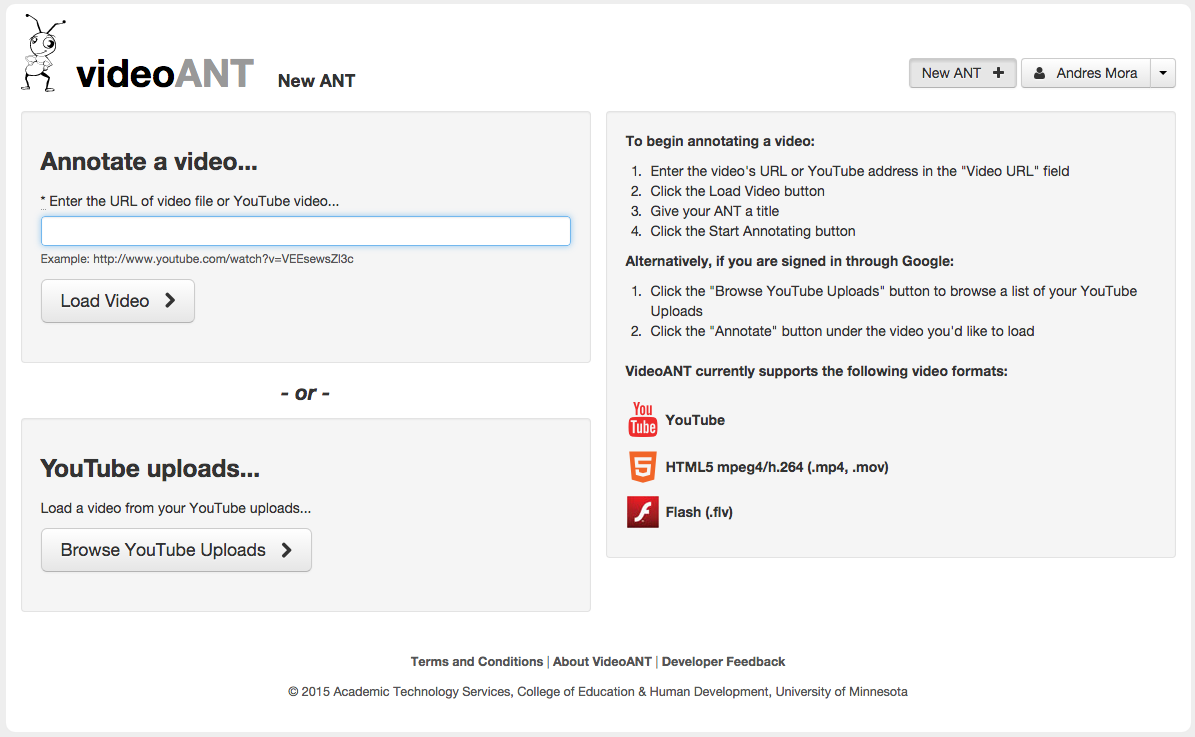 videoANT New ANT
New ANT
Andres Mora
Annotate a video...
* Enter the URL of video file or YouTube video...
Example: http://www.youtube.com/watch?v=VEEsewsZl3c
Load Video
- or -
YouTube uploads...
Load a video from your YouTube uploads...
Browse YouTube Uploads
To begin annotating a video:
1. Enter the video's URL or YouTube address in the "Video URL" field
2. Click the Load Video button
3. Give your ANT a title
4. Click the Start Annotating button
Alternatively, if you are signed in through Google:
1. Click the "Browse YouTube Uploads" button to browse a list of your YouTube
Uploads
2. Click the "Annotate" button under the video you'd like to load
VideoANT currently supports the following video formats:
You
Tube
YouTube
5
HTML5 mpeg4/h.264 (.mp4, .mov)
Flash (.flv)
Terms and Conditions | About VideoANT | Developer Feedback
© 2015 Academic Technology Services, College of Education & Human Development, University of Minnesota